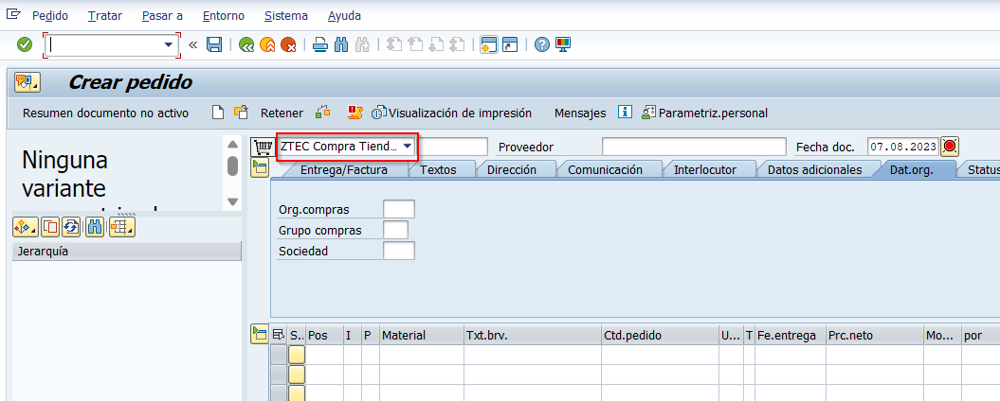 Pedido Tratar Pasar a Entorno Sistema Ayuda
Crear pedido
Resumen documento no activo Retener Visualización de impresión Mensajes Parametriz.personal
Ninguna
variante
ZTEC Compra Tiend... Proveedor Fecha doc. 07.08.2023
Entrega/Factura Textos Dirección Comunicación Interlocutor Datos adicionales Dat.org. Status
Org.compras
Grupo compras
Sociedad
Jerarquía
S.. Pos I P Material Txt.brv. Ctd.pedido U... T Fe.entrega Prc.neto Mo... por